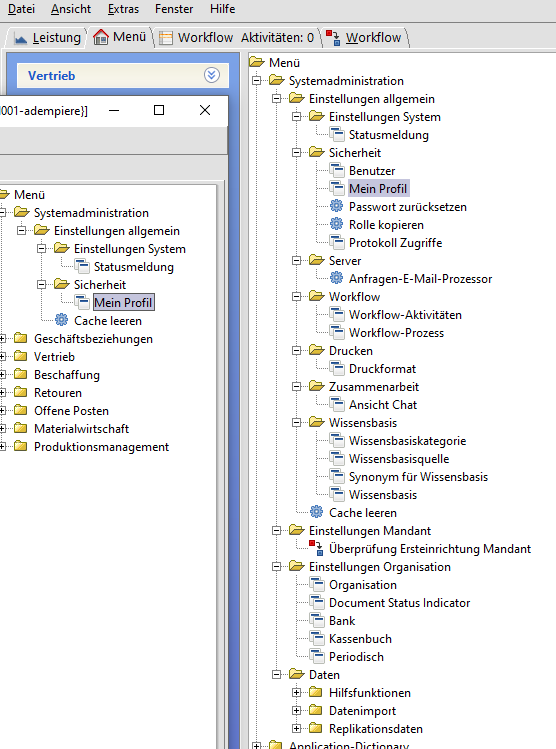 Datei Ansicht Extras Fenster Hilfe
Leistung Menü Workflow Aktivitäten: 0 Workflow
Vertrieb
001-adempiere}]
Menü
Systemadministration
Einstellungen allgemein
Einstellungen System
Statusmeldung
Sicherheit
Mein Profil
Cache leeren
Geschäftsbeziehungen
Vertrieb
Beschaffung
Retouren
Offene Posten
Materialwirtschaft
Produktionsmanagement
Menü
Systemadministration
Einstellungen allgemein
Einstellungen System
Statusmeldung
Sicherheit
Benutzer
Mein Profil
Passwort zurücksetzen
Rolle kopieren
Protokoll Zugriffe
Server
Anfragen-E-Mail-Prozessor
Workflow
Workflow-Aktivitäten
Workflow-Prozess
Drucken
Druckformat
Zusammenarbeit
Ansicht Chat
Wissensbasis
Wissensbasiskategorie
Wissensbasisquelle
Synonym für Wissensbasis
Wissensbasis
Cache leeren
Einstellungen Mandant
Überprüfung Ersteinrichtung Mandant
Einstellungen Organisation
Organisation
Document Status Indicator
Bank
Kassenbuch
Periodisch
Daten
Hilfsfunktionen
Datenimport
Replikationsdaten
Application-Dictionary